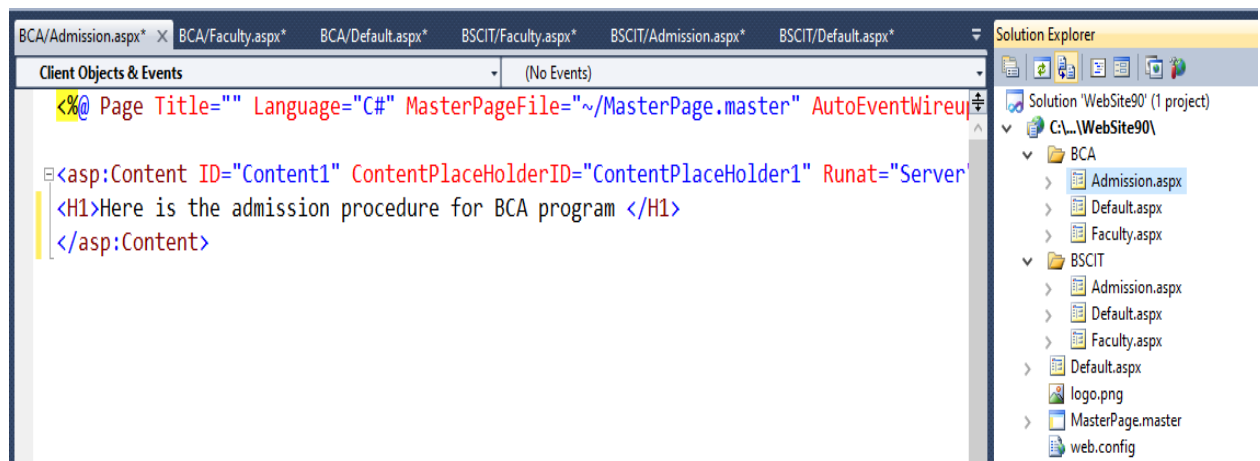 BCA/Admission.aspx* X BCA/Faculty.aspx* BCA/Default.aspx* BSCIT/Faculty.aspx* BSCIT/Admission.aspx* BSCIT/Default.aspx*
Client Objects & Events (No Events)
<%@ Page Title="" Language="C#" MasterPageFile="~/MasterPage.master" AutoEventWireup
<asp:Content ID="Content1" ContentPlaceHolderID="ContentPlaceHolder1" Runat="Server"
<H1>Here is the admission procedure for BCA program </H1>
</asp:Content>
Solution Explorer
Solution 'WebSite90' (1 project)
C:\...\WebSite90\
BCA
Admission.aspx
Default.aspx
Faculty.aspx
BSCIT
Admission.aspx
Default.aspx
Faculty.aspx
Default.aspx
logo.png
MasterPage.master
web.config